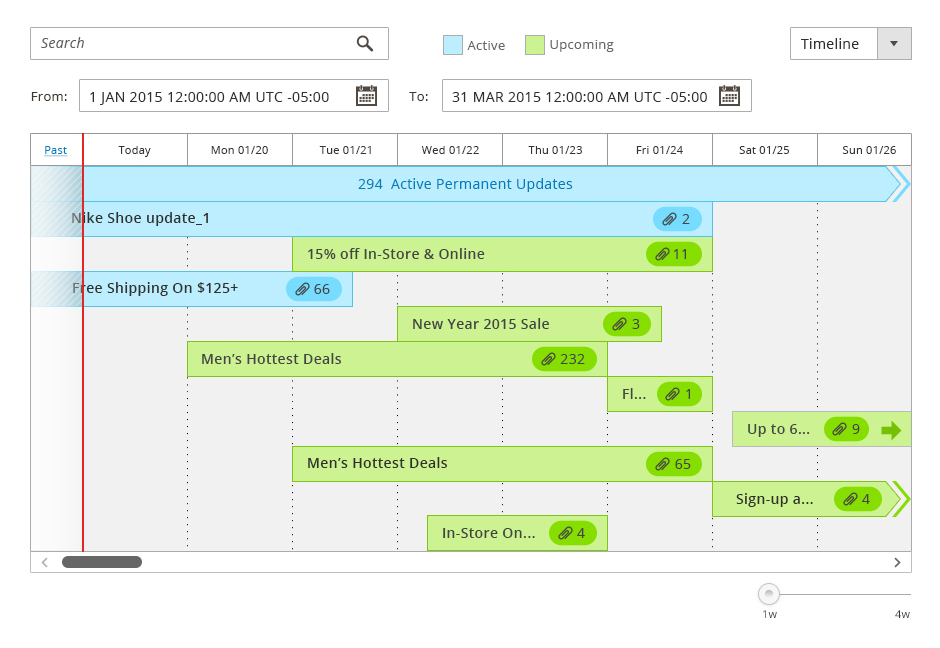 Search
Active
Upcoming
Timeline
From:
1 JAN 2015 12:00:00 AM UTC -05:00
To:
31 MAR 2015 12:00:00 AM UTC -05:00
Past
Today
Mon 01/20
Tue 01/21
Wed 01/22
Thu 01/23
Fri 01/24
Sat 01/25
Sun 01/26
294 Active Permanent Updates
Nike Shoe update_1
2
15% off In-Store & Online
11
Free Shipping On $125+
66
New Year 2015 Sale
3
Men’s Hottest Deals
232
Fl...
1
Up to 6...
9
Men’s Hottest Deals
65
Sign-up a...
4
In-Store On...
4
1w
4w